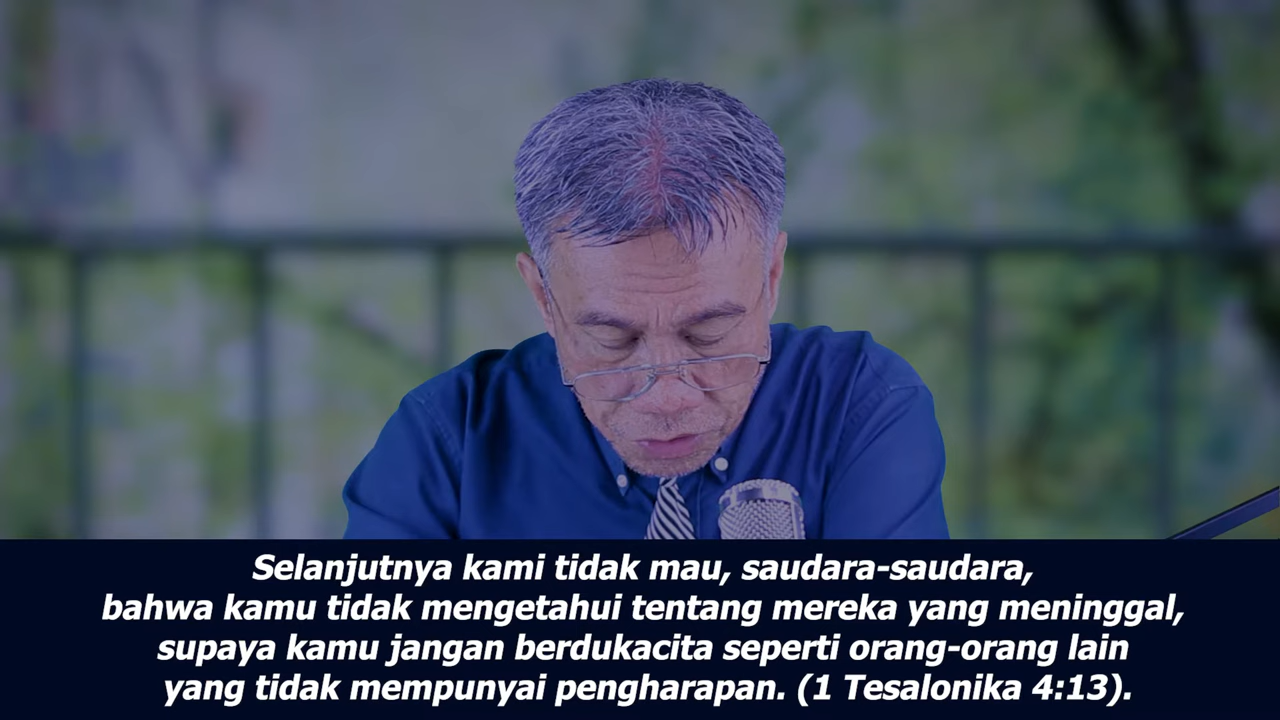 Selanjutnya kami tidak mau, saudara-saudara,
bahwa kamu tidak mengetahui tentang mereka yang meninggal,
supaya kamu jangan berdukacita seperti orang-orang lain
yang tidak mempunyai pengharapan. (1 Tesalonika 4:13).